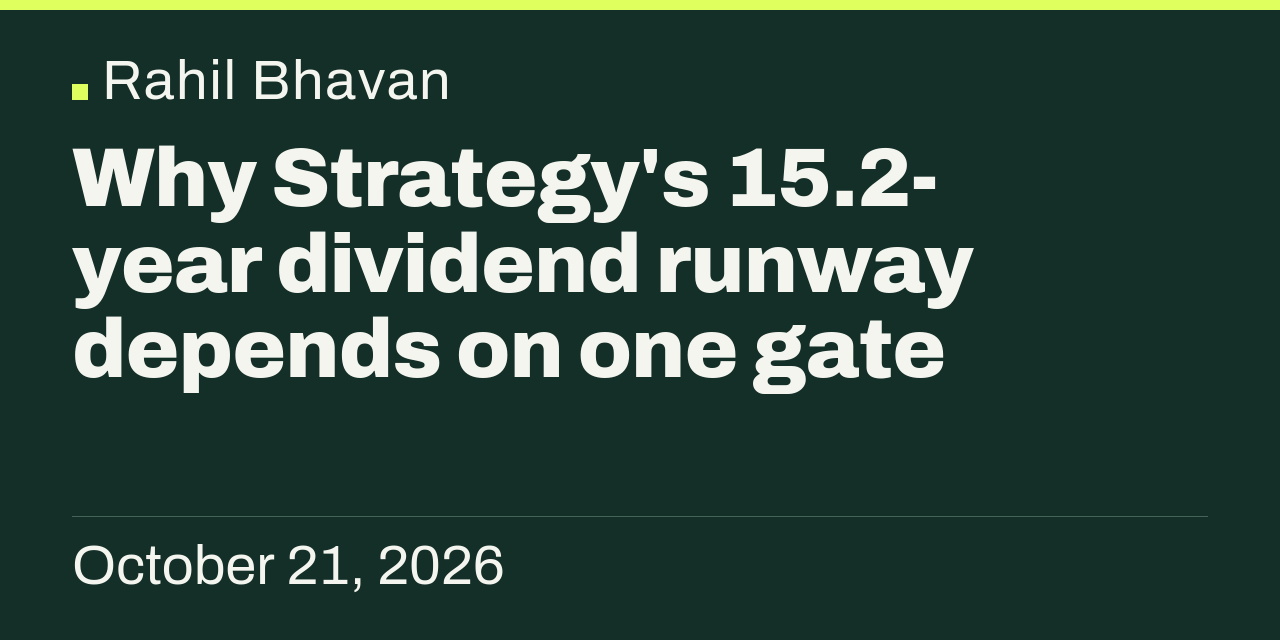 Rahil Bhavan
Why Strategy's 15.2-
year dividend runway
depends on one gate
October 21, 2026